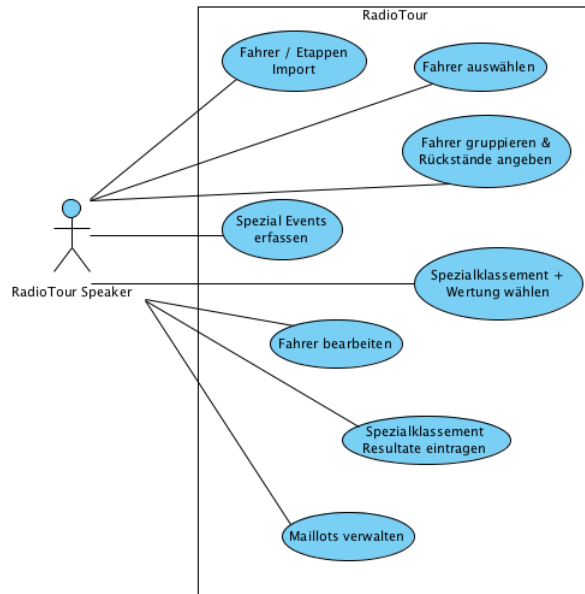 RadioTour
Fahrer / Etappen
Import
Fahrer auswählen
Fahrer gruppieren &
Rückstände angeben
Spezial Events
erfassen
RadioTour Speaker
Spezialklassement +
Wertung wählen
Fahrer bearbeiten
Spezialklassement
Resultate eintragen
Maillots verwalten